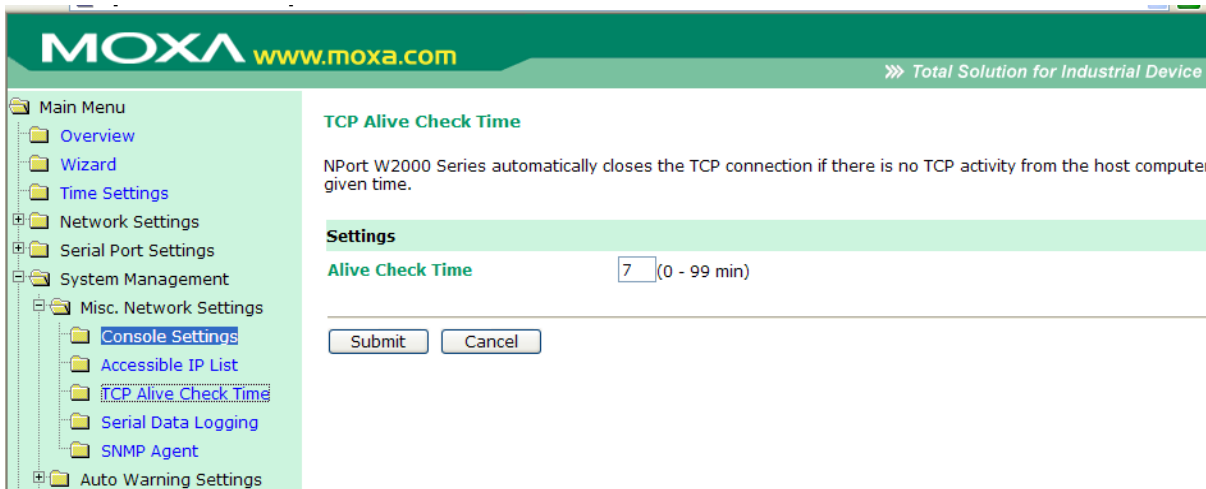 MOXA www.moxa.com
Total Solution for Industrial Device
Main Menu
Overview
Wizard
Time Settings
Network Settings
Serial Port Settings
System Management
Misc. Network Settings
Console Settings
Accessible IP List
TCP Alive Check Time
Serial Data Logging
SNMP Agent
Auto Warning Settings
TCP Alive Check Time
NPort W2000 Series automatically closes the TCP connection if there is no TCP activity from the host computer
given time.
Settings
Alive Check Time 7 (0 - 99 min)
Submit Cancel